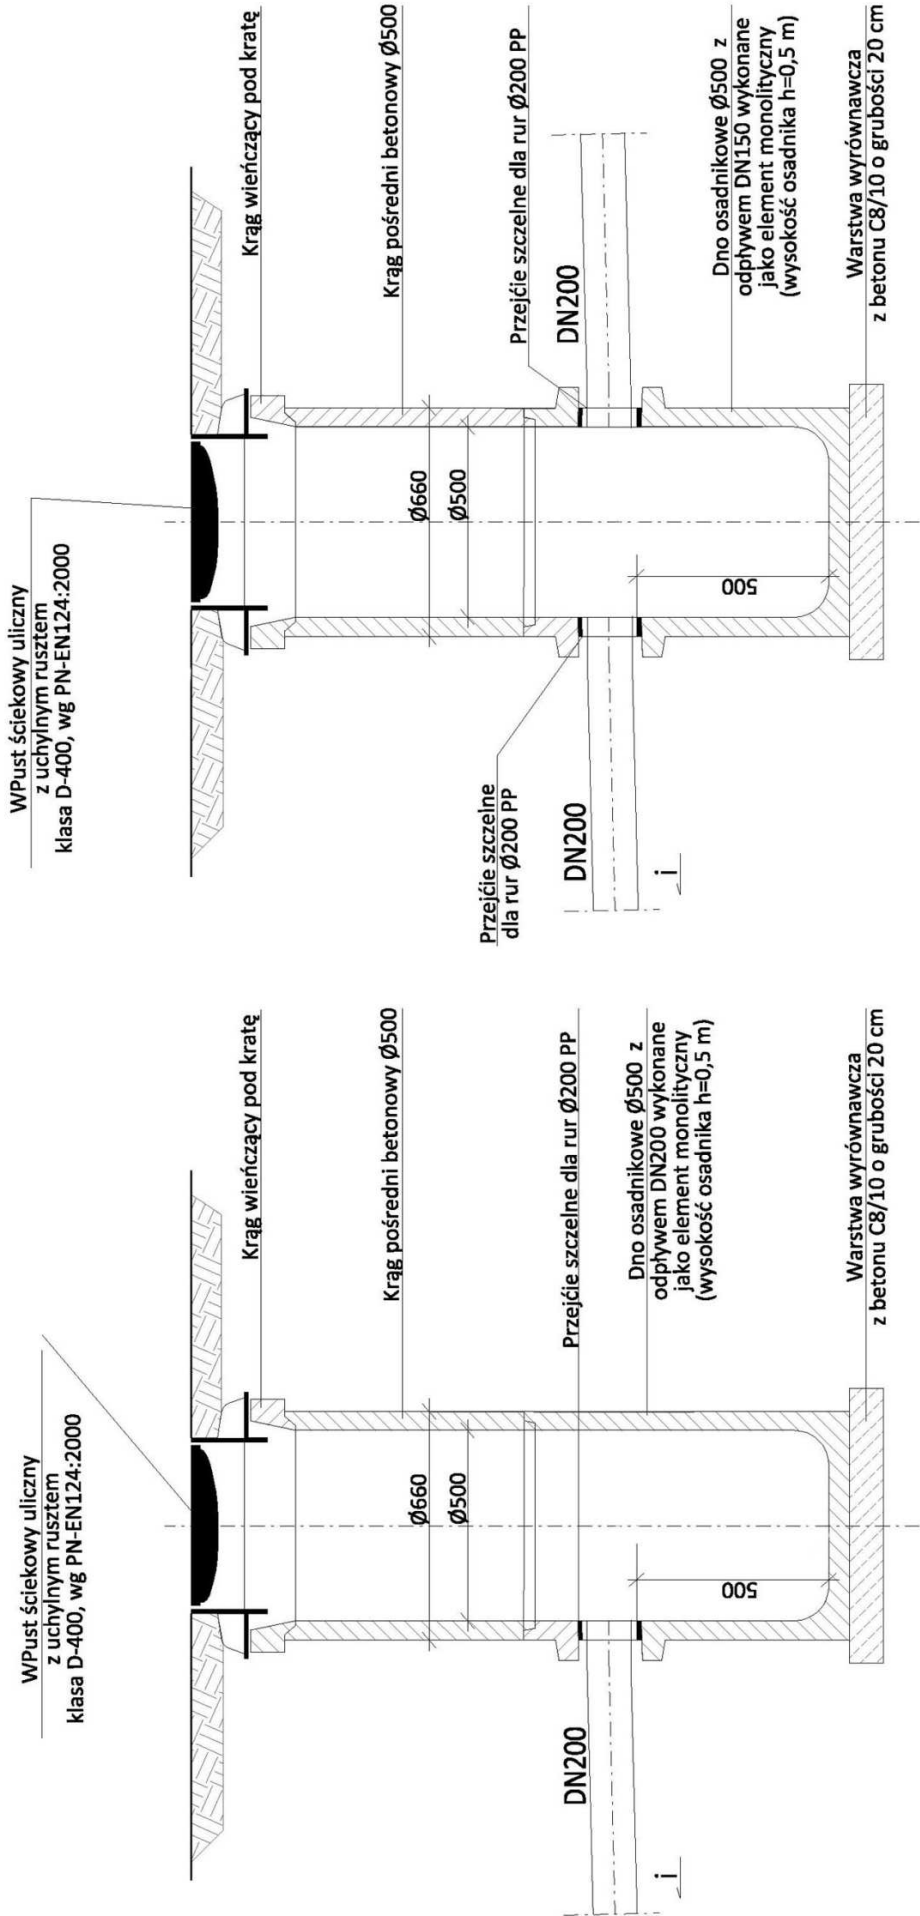 WPust ściekowy uliczny
z uchylnym rusztem
klasa D-400, wg PN-EN124:2000
Krąg wieńczący pod kratę
Krąg pośredni betonowy Ø500
Ø660
Ø500
Przejćie szczelne dla rur Ø200 PP
Dno osadnikowe Ø500 z
odpływem DN200 wykonane
jako element monolityczny
(wysokość osadnika h=0,5 m)
DN200
i
500
Warstwa wyrównawcza
z betonu C8/10 o grubości 20 cm
WPust ściekowy uliczny
z uchylnym rusztem
klasa D-400, wg PN-EN124:2000
Krąg wieńczący pod kratę
Krąg pośredni betonowy Ø500
Ø660
Ø500
Przejćie szczelne
dla rur Ø200 PP
Przejćie szczelne dla rur Ø200 PP
DN200
DN200
i
500
Dno osadnikowe Ø500 z
odpływem DN150 wykonane
jako element monolityczny
(wysokość osadnika h=0,5 m)
Warstwa wyrównawcza
z betonu C8/10 o grubości 20 cm